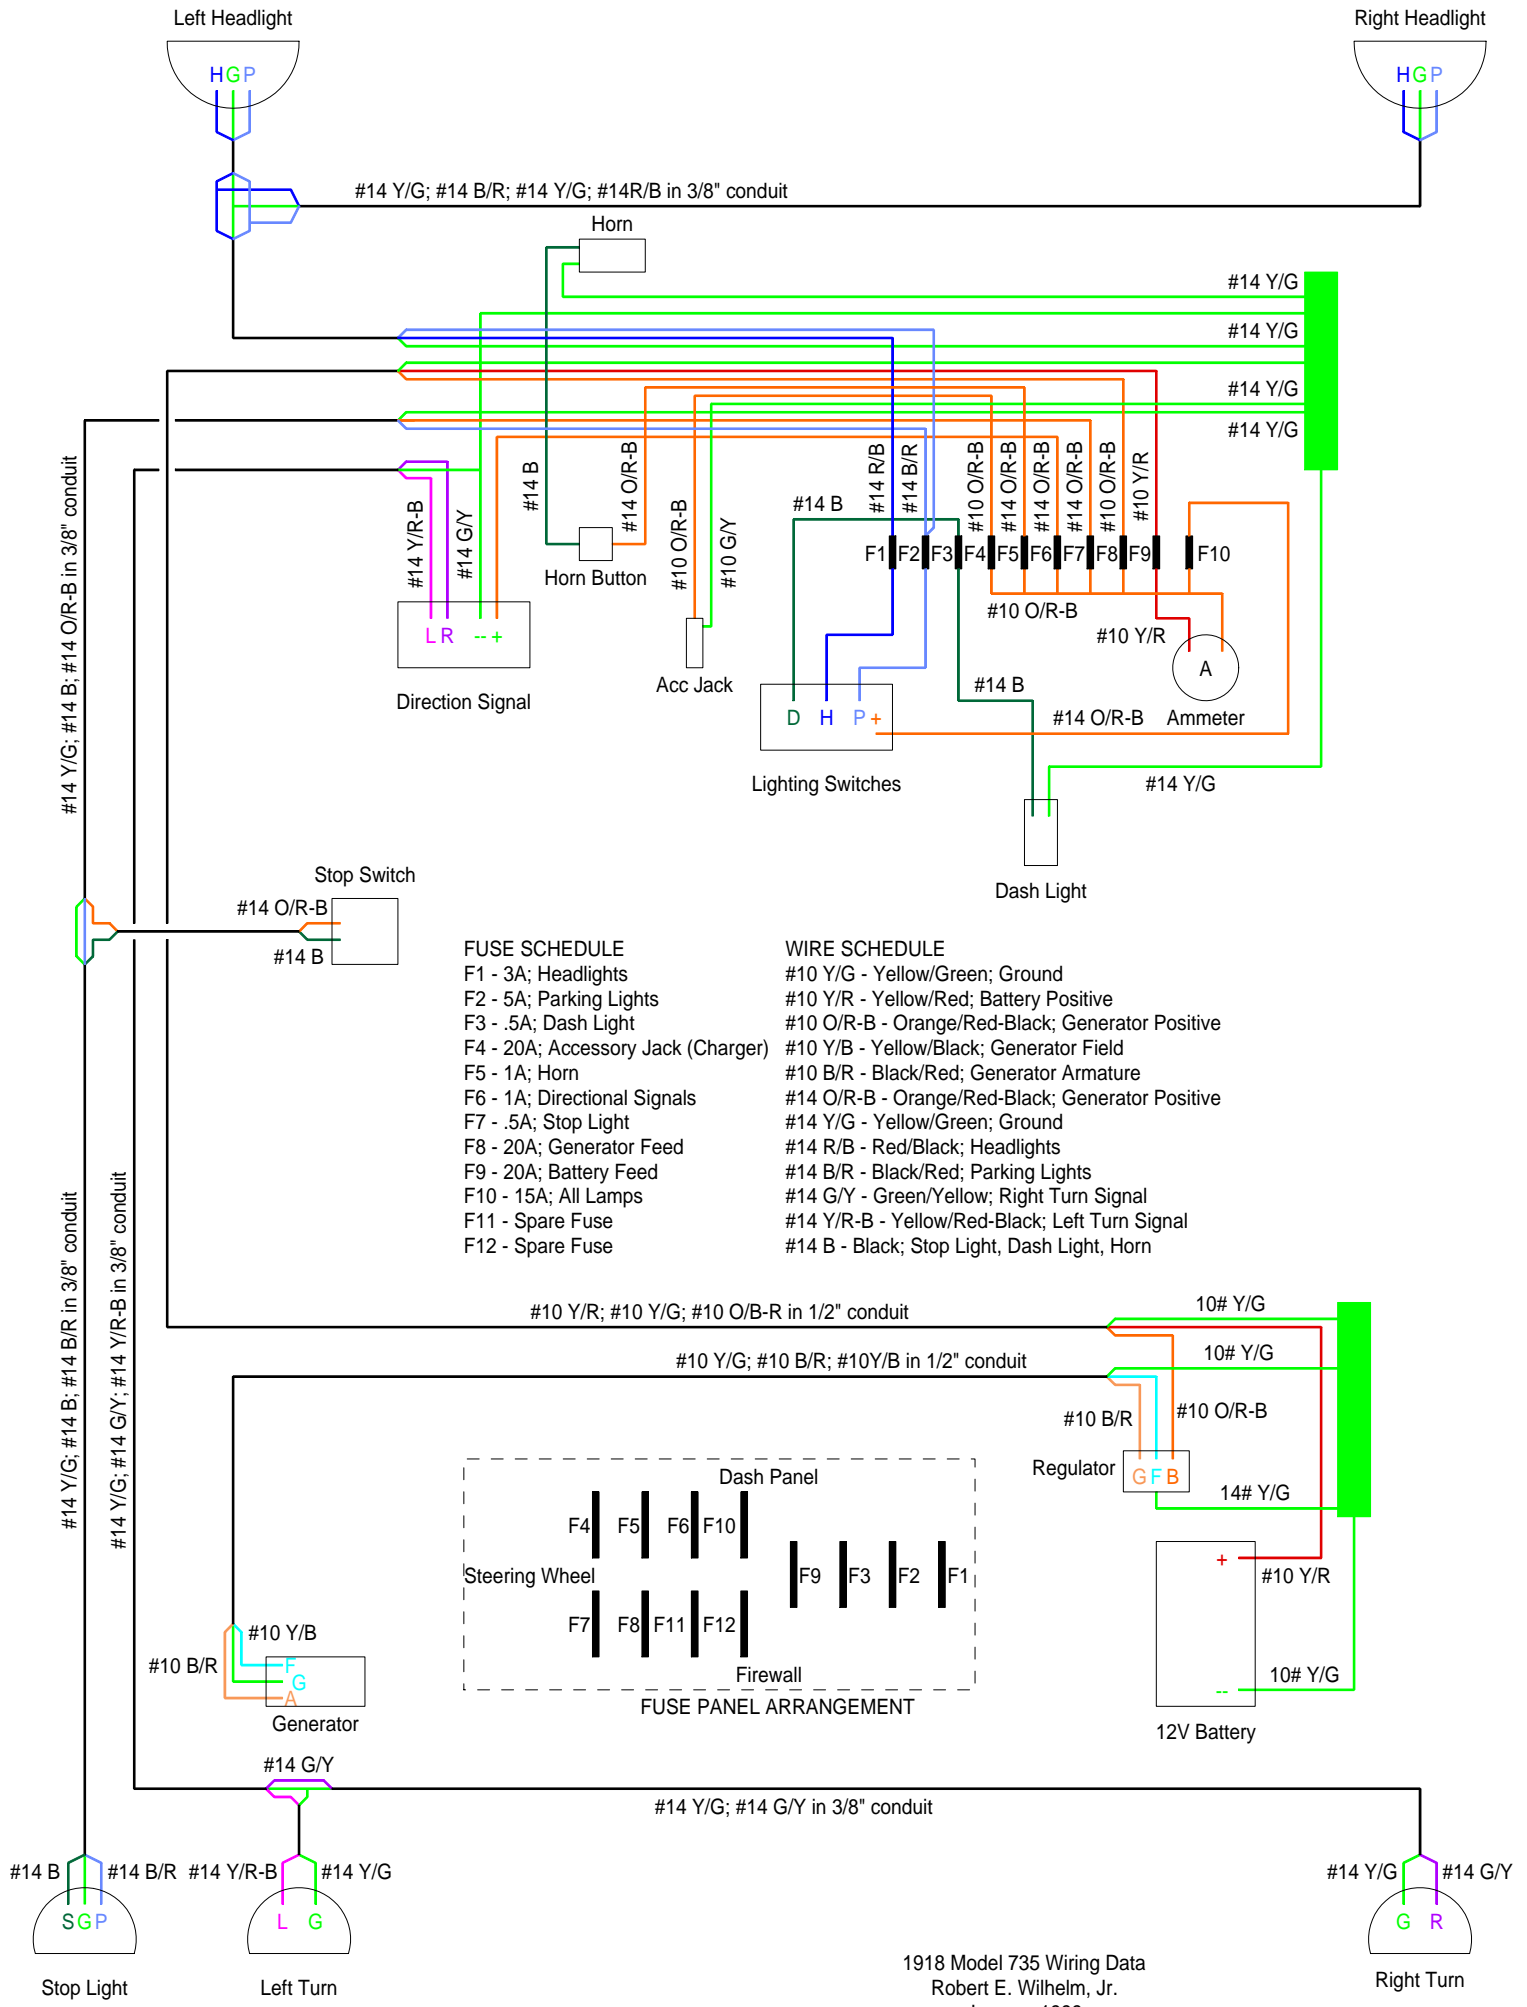 Left Headlight
Right Headlight
H G P
H G P
#14 Y/G; #14 B/R; #14 Y/G; #14R/B in 3/8" conduit
Horn
#14 Y/G
#14 Y/G
#14 Y/G
#14 Y/G
#14 Y/G; #14 B; #14 O/R-B in 3/8" conduit
#14 Y/R-B
#14 G/Y
#14 B
#14 O/R-B
#10 O/R-B
#10 G/Y
#14 B
#14 R/B
#14 B/R
#10 O/R-B
#14 O/R-B
#14 O/R-B
#14 O/R-B
#10 O/R-B
#10 Y/R
F1 F2 F3 F4 F5 F6 F7 F8 F9 F10
Horn Button
#10 O/R-B
#10 Y/R
L R -- +
A
Direction Signal
Acc Jack
#14 B
D H P +
#14 O/R-B
Ammeter
Lighting Switches
#14 Y/G
Dash Light
Stop Switch
#14 O/R-B
#14 B
FUSE SCHEDULE
F1 - 3A; Headlights
F2 - 5A; Parking Lights
F3 - .5A; Dash Light
F4 - 20A; Accessory Jack (Charger)
F5 - 1A; Horn
F6 - 1A; Directional Signals
F7 - .5A; Stop Light
F8 - 20A; Generator Feed
F9 - 20A; Battery Feed
F10 - 15A; All Lamps
F11 - Spare Fuse
F12 - Spare Fuse
WIRE SCHEDULE
#10 Y/G - Yellow/Green; Ground
#10 Y/R - Yellow/Red; Battery Positive
#10 O/R-B - Orange/Red-Black; Generator Positive
#10 Y/B - Yellow/Black; Generator Field
#10 B/R - Black/Red; Generator Armature
#14 O/R-B - Orange/Red-Black; Generator Positive
#14 Y/G - Yellow/Green; Ground
#14 R/B - Red/Black; Headlights
#14 B/R - Black/Red; Parking Lights
#14 G/Y - Green/Yellow; Right Turn Signal
#14 Y/R-B - Yellow/Red-Black; Left Turn Signal
#14 B - Black; Stop Light, Dash Light, Horn
#14 Y/G; #14 B; #14 B/R in 3/8" conduit
#14 Y/G; #14 G/Y; #14 Y/R-B in 3/8" conduit
#10 Y/R; #10 Y/G; #10 O/B-R in 1/2" conduit
10# Y/G
#10 Y/G; #10 B/R; #10Y/B in 1/2" conduit
10# Y/G
#10 B/R
#10 O/R-B
Regulator
G F B
14# Y/G
Dash Panel
F4 F5 F6 F10
Steering Wheel
F9 F3 F2 F1
F7 F8 F11 F12
Firewall
FUSE PANEL ARRANGEMENT
+
#10 Y/R
--
10# Y/G
12V Battery
#10 Y/B
#10 B/R
F
G
A
Generator
#14 G/Y
#14 Y/G; #14 G/Y in 3/8" conduit
#14 B
#14 B/R
#14 Y/R-B
#14 Y/G
#14 Y/G
#14 G/Y
S G P
L G
G R
Stop Light
Left Turn
Right Turn
1918 Model 735 Wiring Data
Robert E. Wilhelm, Jr.